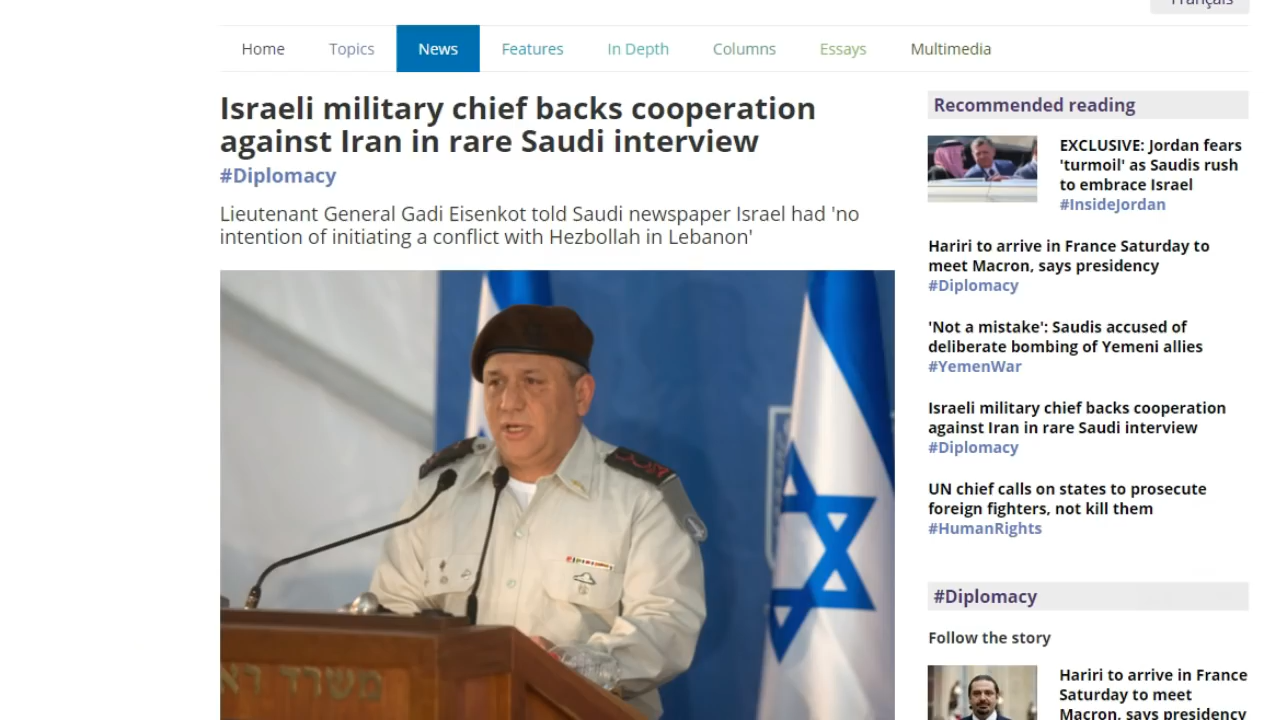 Français
Home Topics News Features In Depth Columns Essays Multimedia
Israeli military chief backs cooperation
against Iran in rare Saudi interview
#Diplomacy
Lieutenant General Gadi Eisenkot told Saudi newspaper Israel had 'no
intention of initiating a conflict with Hezbollah in Lebanon'
משרד רא
Recommended reading
EXCLUSIVE: Jordan fears
'turmoil' as Saudis rush
to embrace Israel
#InsideJordan
Hariri to arrive in France Saturday to
meet Macron, says presidency
#Diplomacy
'Not a mistake': Saudis accused of
deliberate bombing of Yemeni allies
#YemenWar
Israeli military chief backs cooperation
against Iran in rare Saudi interview
#Diplomacy
UN chief calls on states to prosecute
foreign fighters, not kill them
#HumanRights
#Diplomacy
Follow the story
Hariri to arrive in France
Saturday to meet
Macron, says presidency